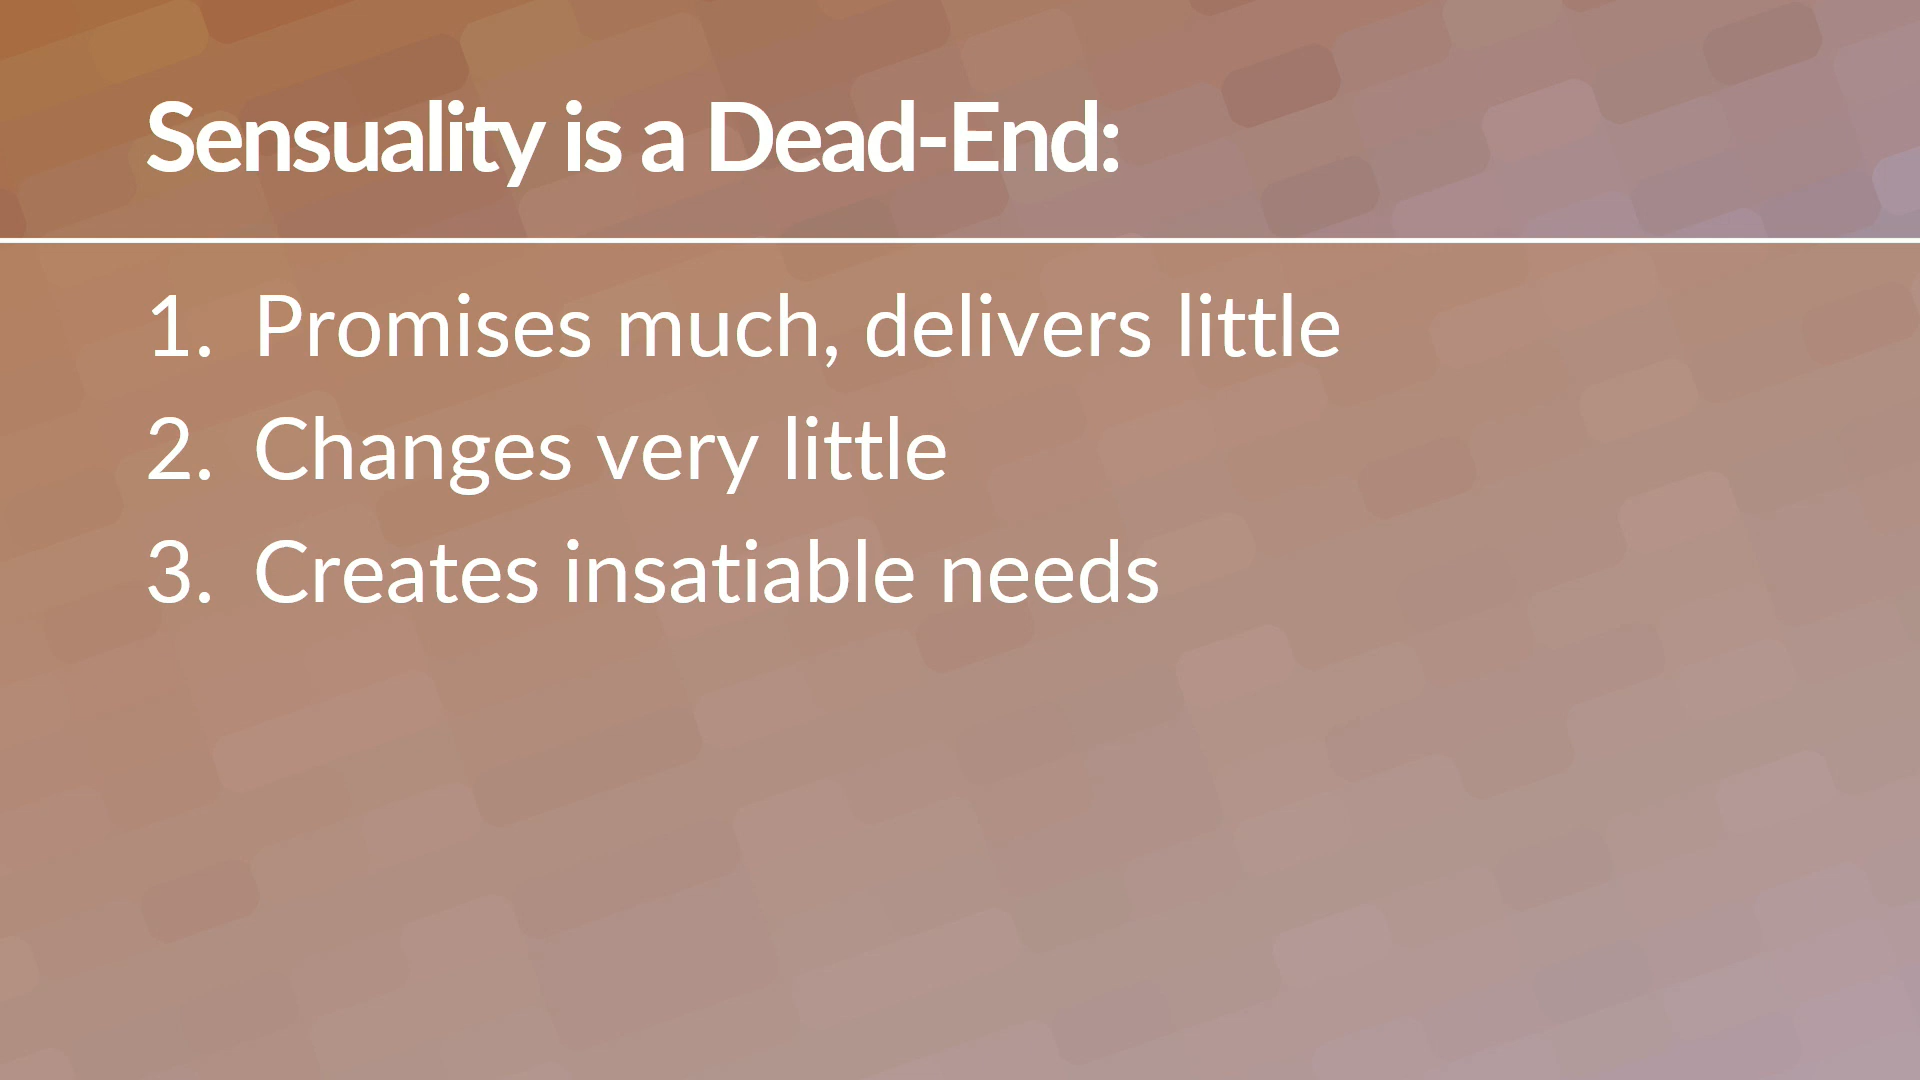 Sensuality is a Dead-End:
1. Promises much, delivers little
2. Changes very little
3. Creates insatiable needs